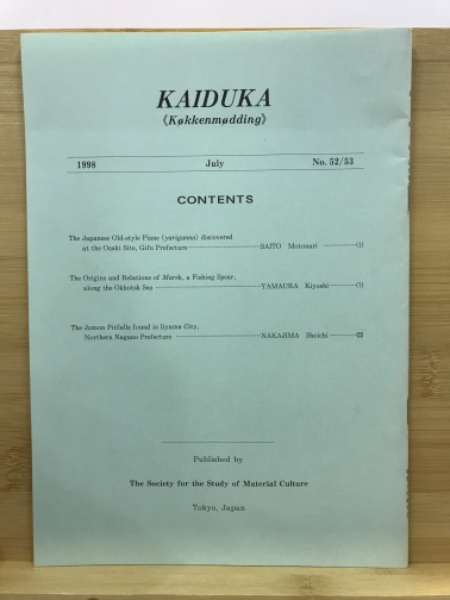 KAIDUKA
《Køkkenmødding》
1998 July No. 52/53
CONTENTS
The Japanese Old-style Plane (yariganna) discovered
at the Onoki Site, Gifu Prefecture SAITO Motonari (1)
The Origins and Relations of Marek, a Fishing Spear,
along the Okhotsk Sea YAMAURA Kiyoshi (7)
The Jomon Pitfalls found in Iiyama City,
Northern Nagano Prefecture NAKAJIMA Shoichi
Published by
The Society for the Study of Material Culture
Tokyo, Japan